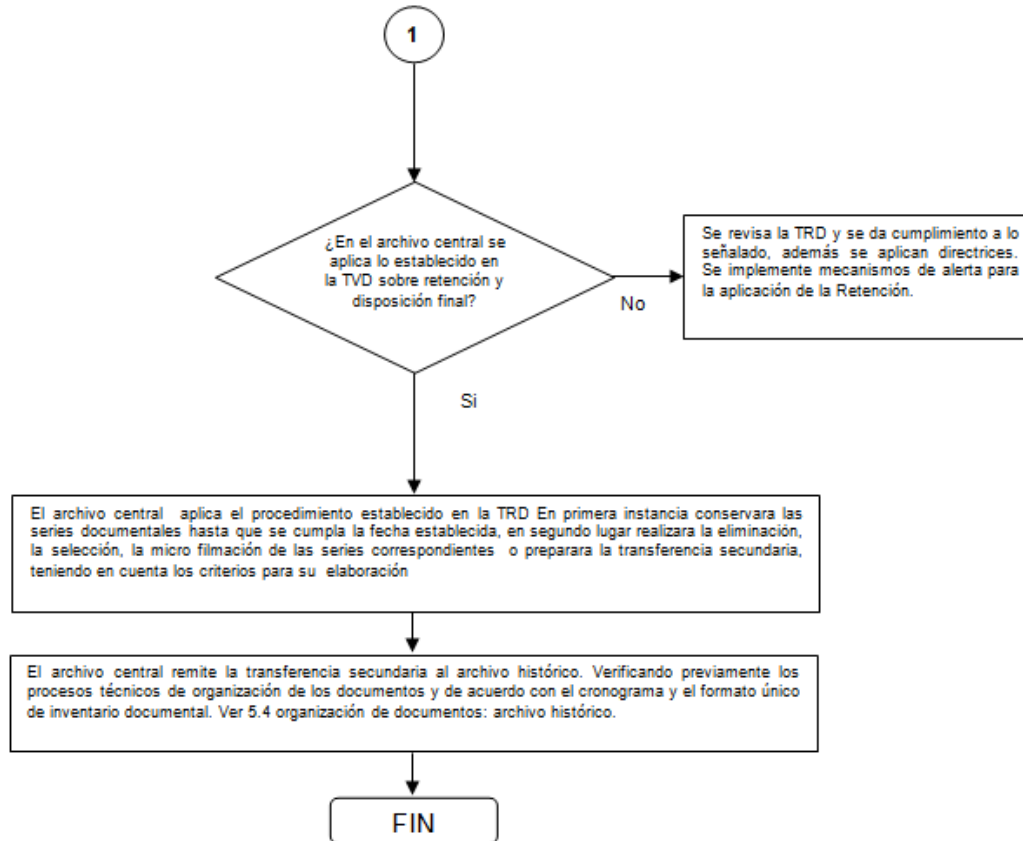 1
¿En el archivo central se
aplica lo establecido en
la TVD sobre retención y
disposición final?
No
Se revisa la TRD y se da cumplimiento a lo
señalado, además se aplican directrices.
Se implemente mecanismos de alerta para
la aplicación de la Retención.
Si
El archivo central aplica el procedimiento establecido en la TRD En primera instancia conservara las
series documentales hasta que se cumpla la fecha establecida, en segundo lugar realizara la eliminación,
la selección, la micro filmación de las series correspondientes o preparara la transferencia secundaria,
teniendo en cuenta los criterios para su elaboración
El archivo central remite la transferencia secundaria al archivo histórico. Verificando previamente los
procesos técnicos de organización de los documentos y de acuerdo con el cronograma y el formato único
de inventario documental. Ver 5.4 organización de documentos: archivo histórico.
FIN